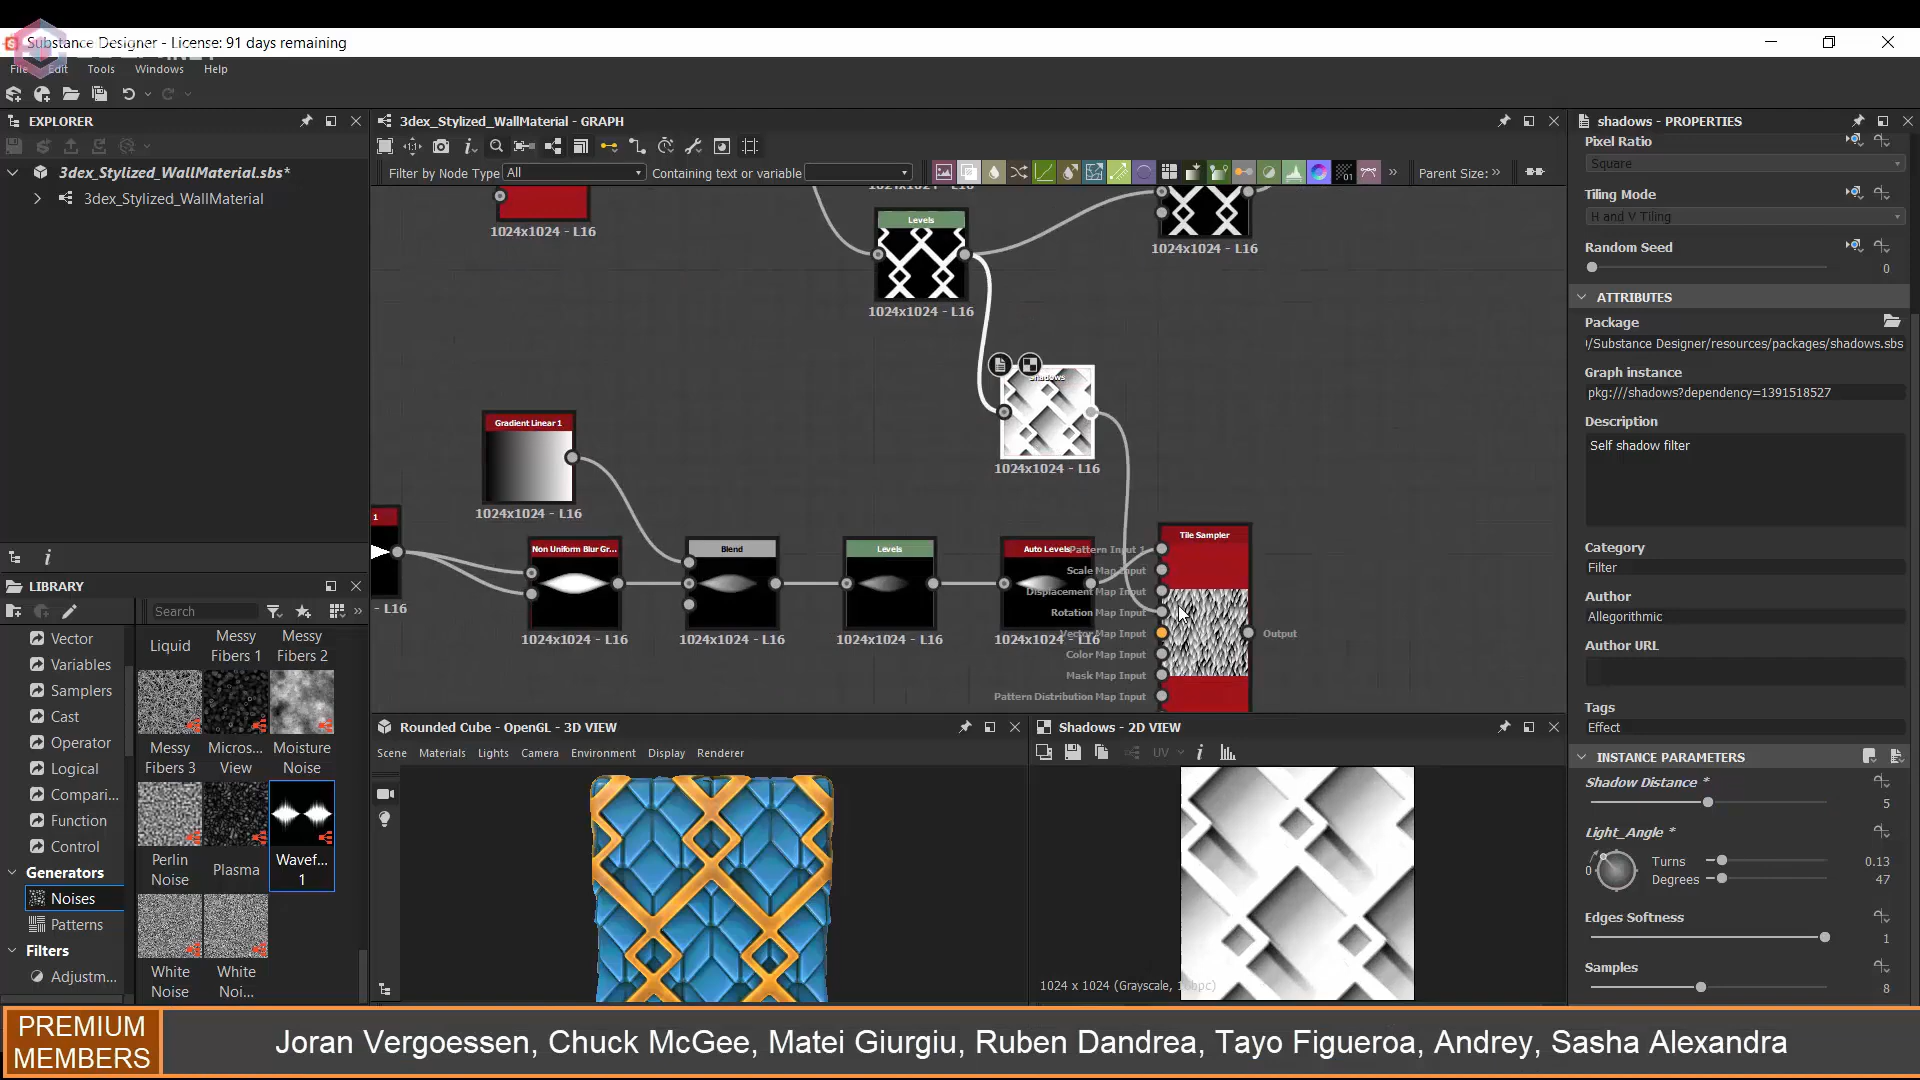 Substance Designer - License: 91 days remaining
File Edit Tools Windows Help
EXPLORER
3dex_Stylized_WallMaterial.sbs*
3dex_Stylized_WallMaterial
LIBRARY
Search
Vector
Variables
Samplers
Cast
Operator
Logical
Compari...
Function
Control
Generators
Noises
Patterns
Filters
Adjustm...
Liquid
Messy Fibers 1
Messy Fibers 2
Messy Fibers 3
Micros... View
Moisture Noise
Perlin Noise
Plasma
Wavef... 1
White Noise
White Noi...
3dex_Stylized_WallMaterial - GRAPH
Filter by Node Type All
Containing text or variable
Parent Size:
1024x1024 - L16
Levels
1024x1024 - L16
1024x1024 - L16
Shadows
1024x1024 - L16
Gradient Linear 1
1024x1024 - L16
1
- L16
Non Uniform Blur Gr...
1024x1024 - L16
Blend
1024x1024 - L16
Levels
1024x1024 - L16
Auto Levels
1024x1024 - L16
Tile Sampler
Pattern Input 1
Scale Map Input
Displacement Map Input
Rotation Map Input
Vector Map Input
Color Map Input
Mask Map Input
Pattern Distribution Map Input
Output
Rounded Cube - OpenGL - 3D VIEW
Scene Materials Lights Camera Environment Display Renderer
Shadows - 2D VIEW
UV
1024 x 1024 (Grayscale, 16bpc)
shadows - PROPERTIES
Pixel Ratio
Square
Tiling Mode
H and V Tiling
Random Seed
0
ATTRIBUTES
Package
/Substance Designer/resources/packages/shadows.sbs
Graph instance
pkg:///shadows?dependency=1391518527
Description
Self shadow filter
Category
Filter
Author
Allegorithmic
Author URL
Tags
Effect
INSTANCE PARAMETERS
Shadow Distance *
5
Light_Angle *
0
Turns 0.13
Degrees 47
Edges Softness
1
Samples
8
PREMIUM MEMBERS
Joran Vergoessen, Chuck McGee, Matei Giurgiu, Ruben Dandrea, Tayo Figueroa, Andrey, Sasha Alexandra